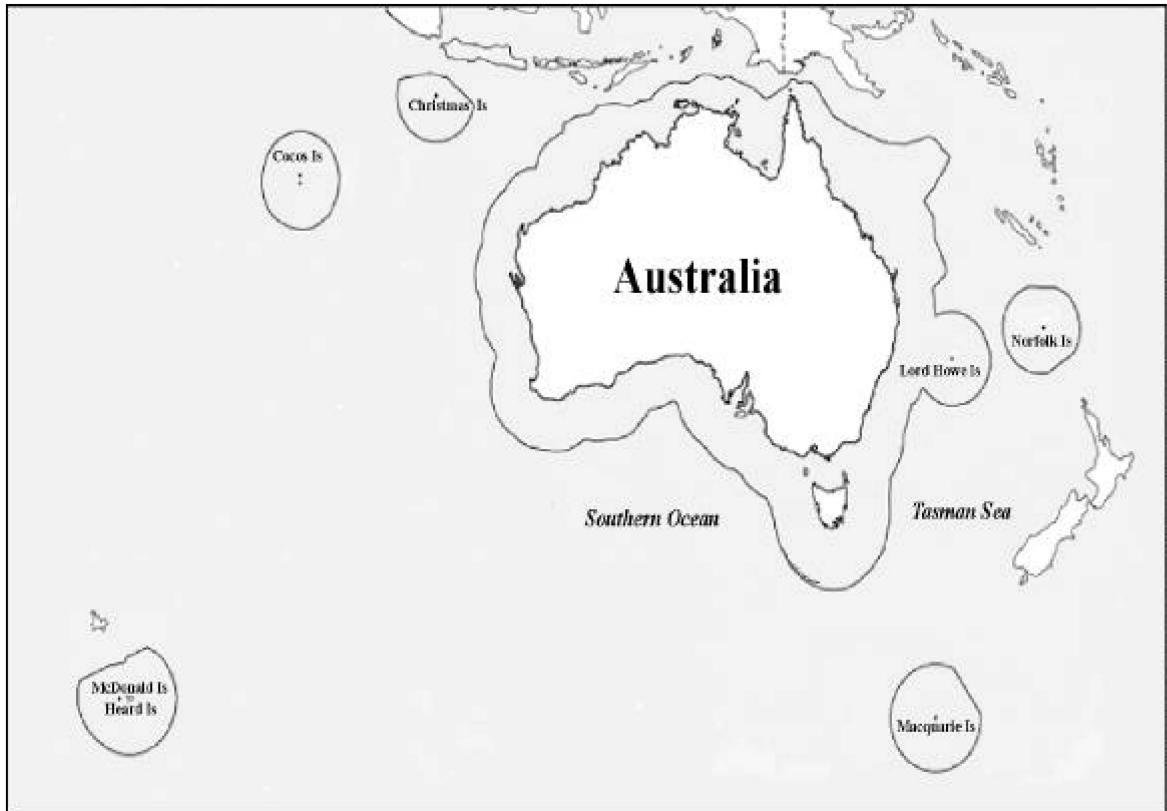 Christmas Is
Cocos Is
Australia
Norfolk Is
Lord Howe Is
Southern Ocean
Tasman Sea
McDonald Is
Heard Is
Macquarie Is